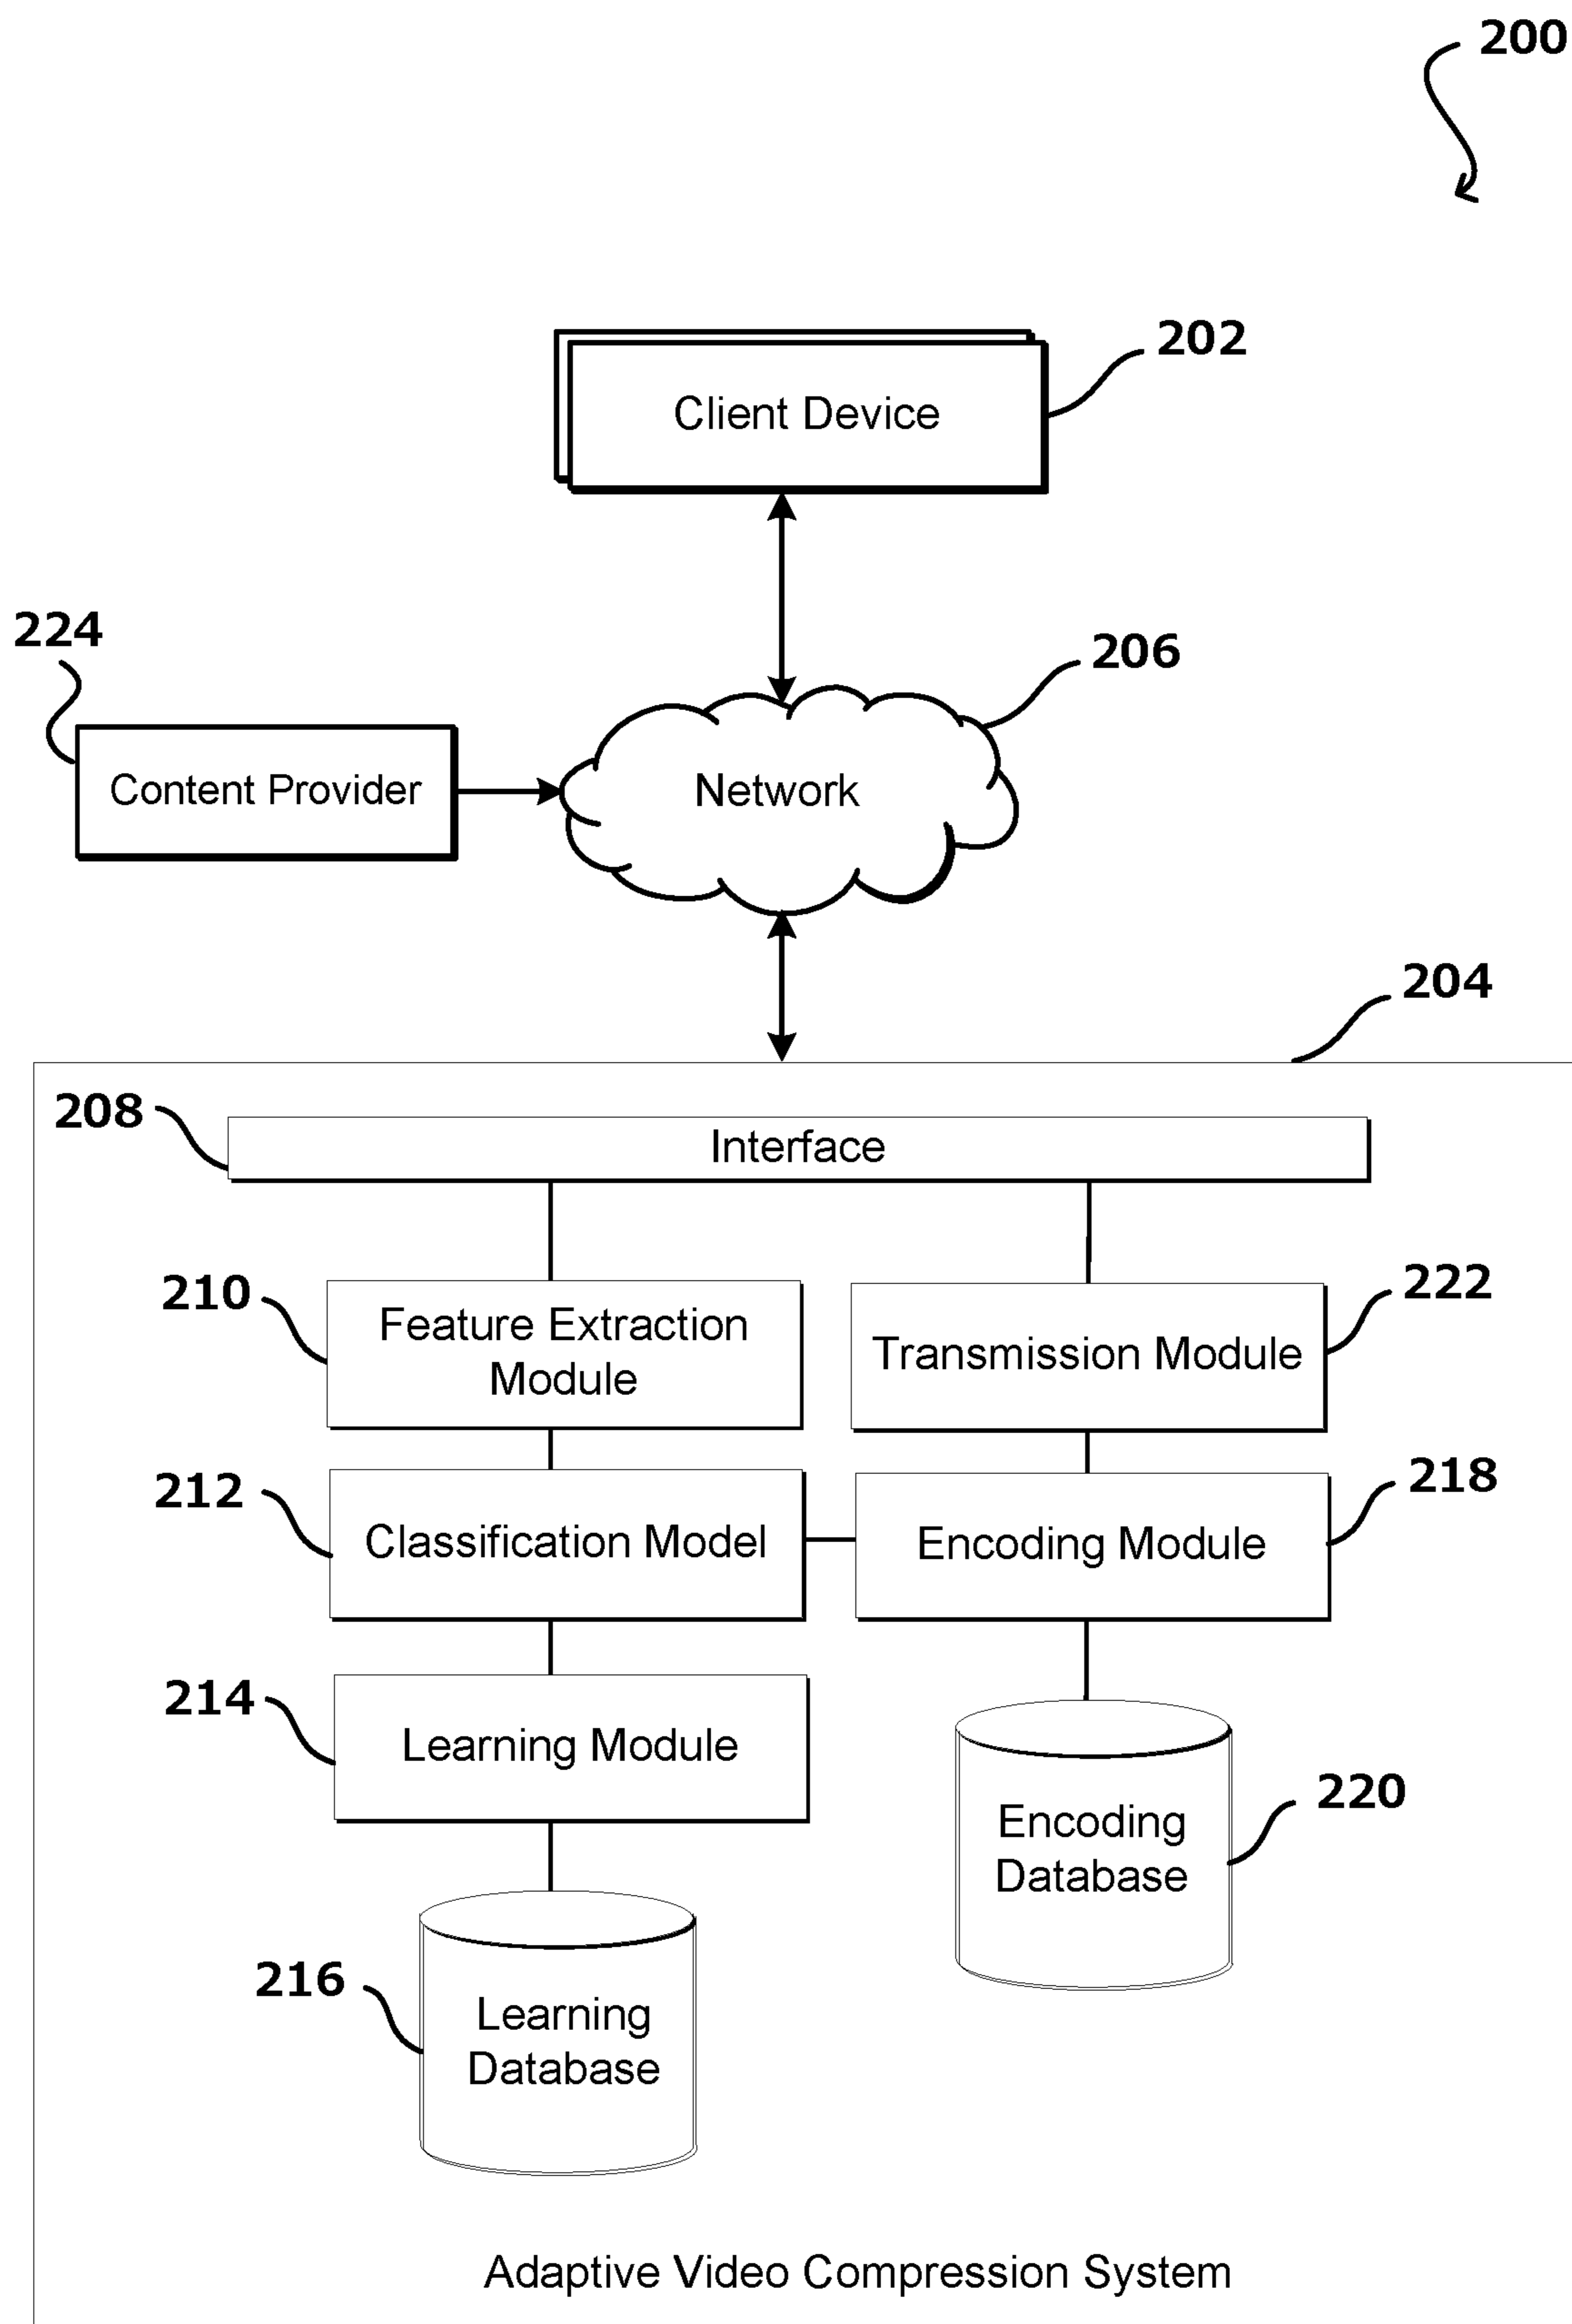 200
202
Client Device
224
206
Content Provider
Network
204
208
Interface
210
Feature Extraction
Module
222
Transmission Module
212
Classification Model
218
Encoding Module
214
Learning Module
220
Encoding
Database
216
Learning
Database
Adaptive Video Compression System